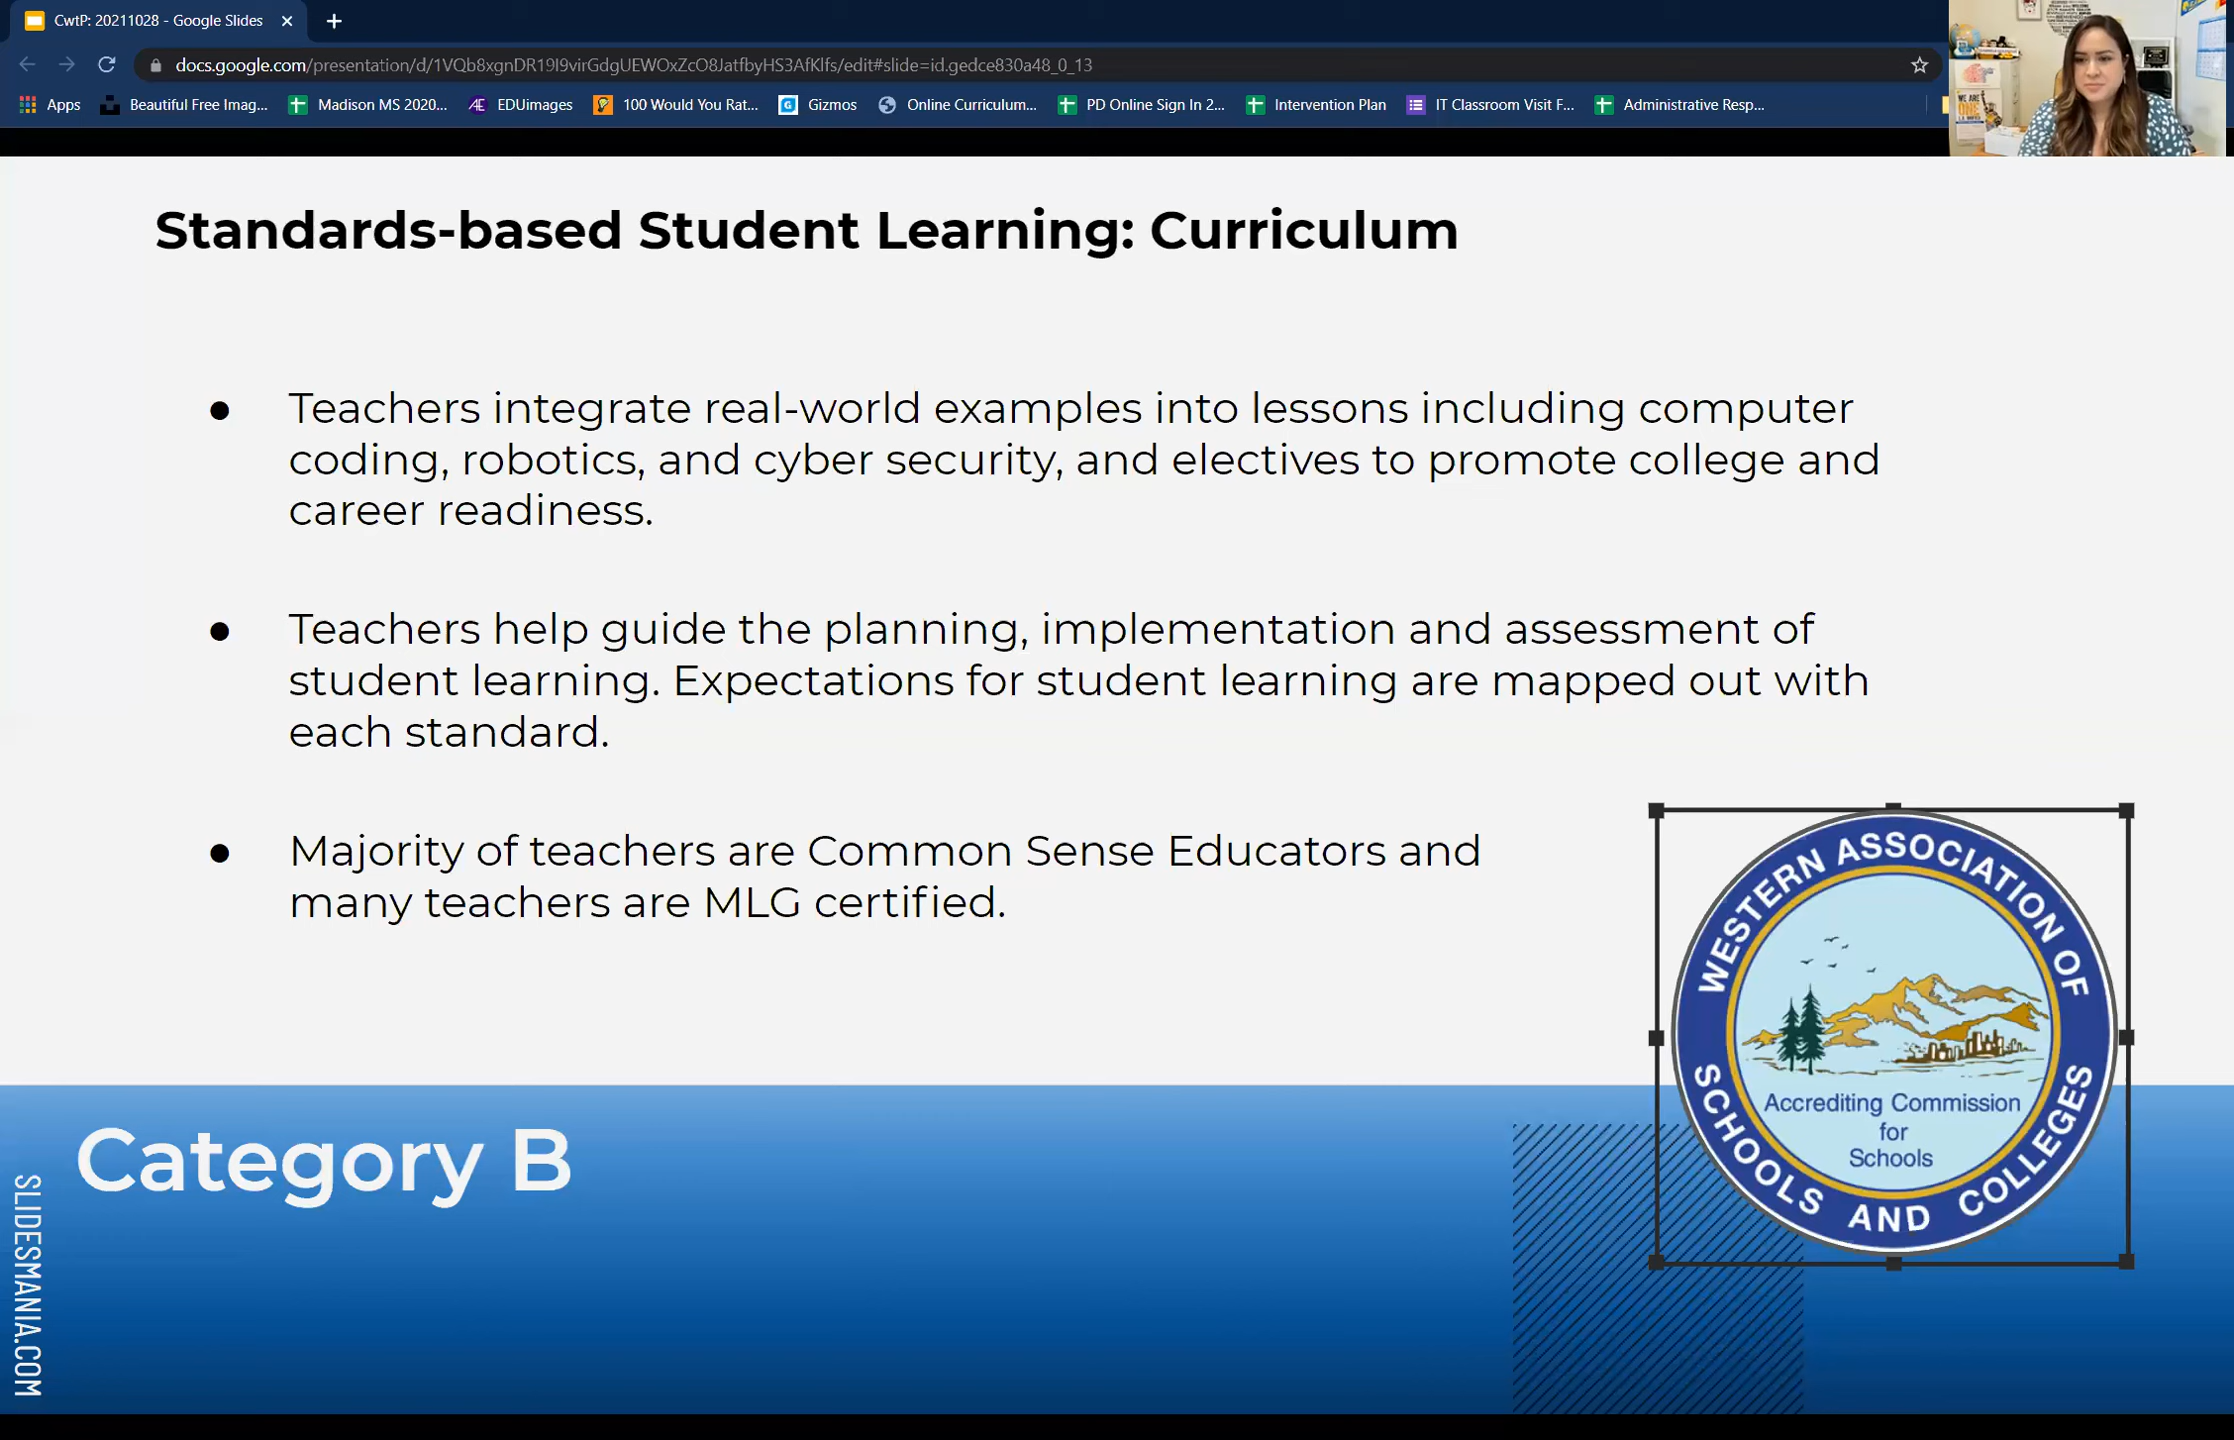 CwtP: 20211028 - Google Slides
docs.google.com/presentation/d/1VQb8xgnDR19I9virGdgUEWOxZcO8JatfbyHS3AfKlfs/edit#slide=id.gedce830a48_0_13
Apps Beautiful Free Imag... Madison MS 2020... EDUimages 100 Would You Rat... Gizmos Online Curriculum... PD Online Sign In 2... Intervention Plan IT Classroom Visit F... Administrative Resp...
WE ARE
ONE
Standards-based Student Learning: Curriculum
● Teachers integrate real-world examples into lessons including computer
coding, robotics, and cyber security, and electives to promote college and
career readiness.
● Teachers help guide the planning, implementation and assessment of
student learning. Expectations for student learning are mapped out with
each standard.
● Majority of teachers are Common Sense Educators and
many teachers are MLG certified.
WESTERN ASSOCIATION OF
SCHOOLS AND COLLEGES
Accrediting Commission
for
Schools
Category B
SLIDESMANIA.COM